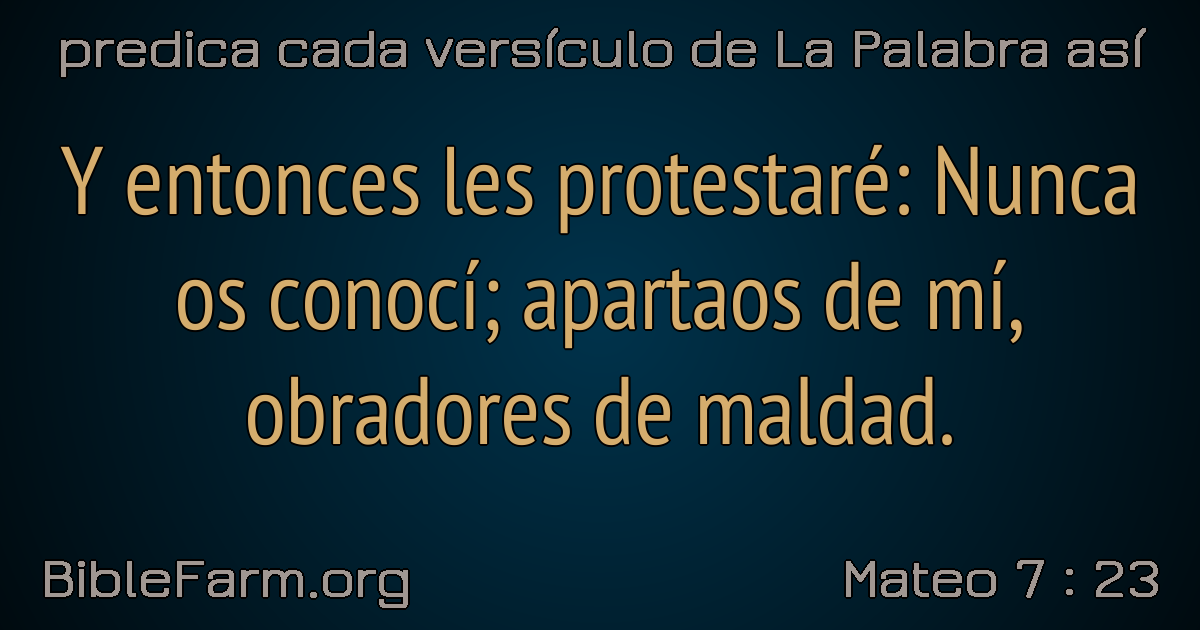 predica cada versículo de La Palabra así
Y entonces les protestaré: Nunca
os conocí; apartaos de mí,
obradores de maldad.
BibleFarm.org
Mateo 7 : 23